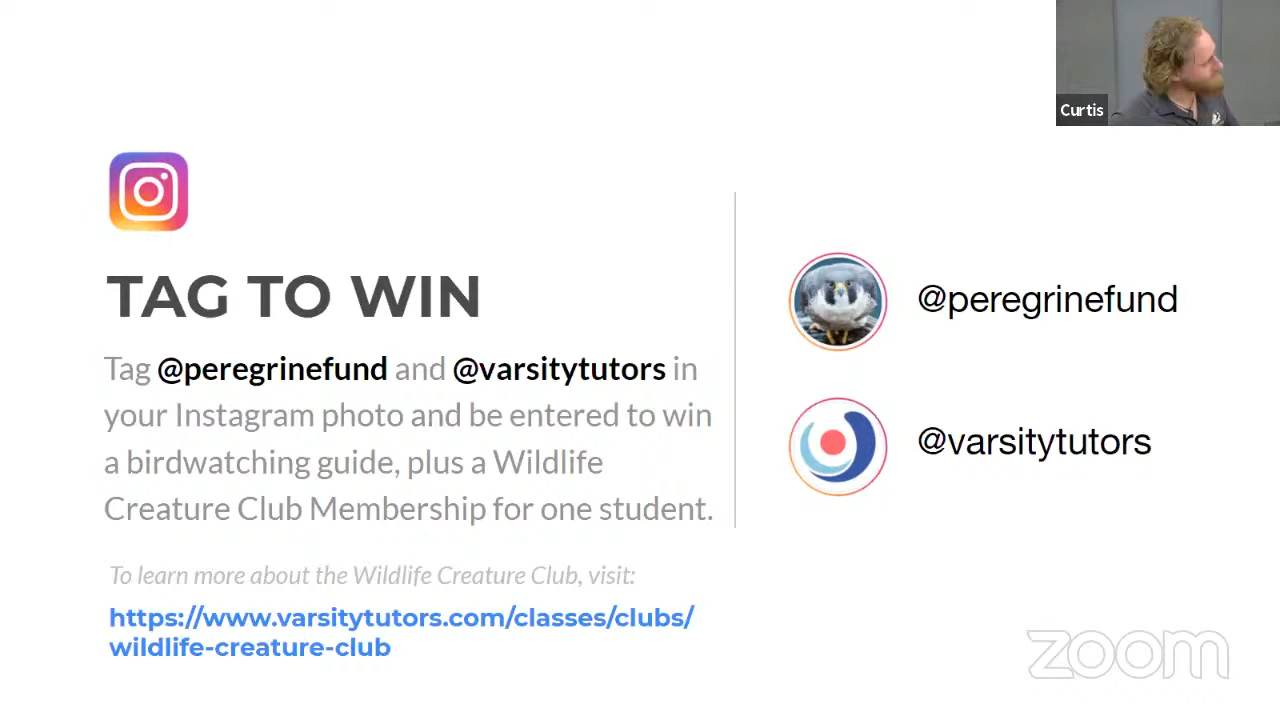 Curtis
TAG TO WIN
Tag @peregrinefund and @varsitytutors in
your Instagram photo and be entered to win
a birdwatching guide, plus a Wildlife
Creature Club Membership for one student.
To learn more about the Wildlife Creature Club, visit:
https://www.varsitytutors.com/classes/clubs/
wildlife-creature-club
@peregrinefund
@varsitytutors
zoom